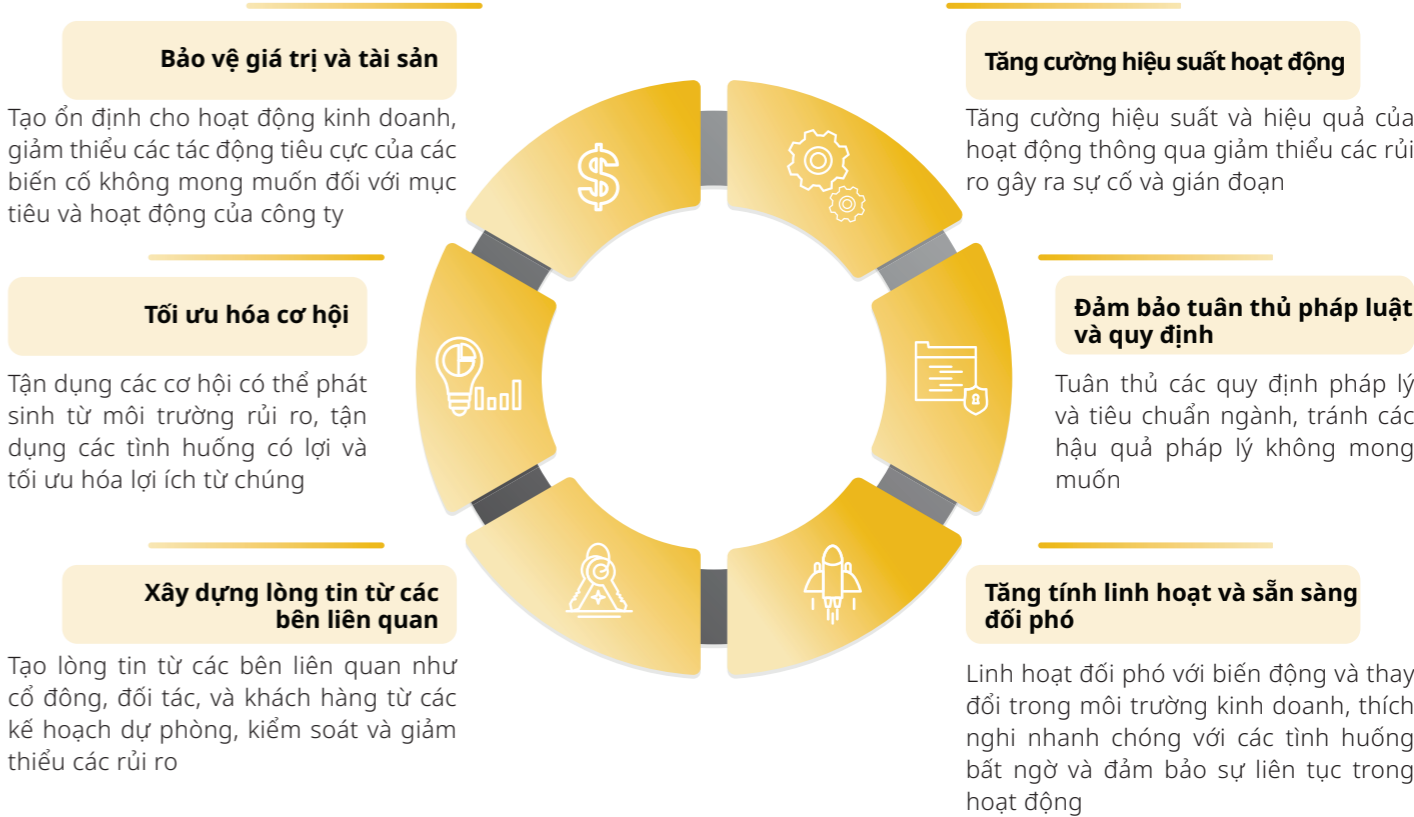 Bảo vệ giá trị và tài sản
Tạo ổn định cho hoạt động kinh doanh,
giảm thiểu các tác động tiêu cực của các
biến cố không mong muốn đối với mục
tiêu và hoạt động của công ty
Tối ưu hóa cơ hội
Tận dụng các cơ hội có thể phát
sinh từ môi trường rủi ro, tận
dụng các tình huống có lợi và
tối ưu hóa lợi ích từ chúng
Xây dựng lòng tin từ các
bên liên quan
Tạo lòng tin từ các bên liên quan như
cổ đông, đối tác, và khách hàng từ các
kế hoạch dự phòng, kiểm soát và giảm
thiểu các rủi ro
Tăng cường hiệu suất hoạt động
Tăng cường hiệu suất và hiệu quả của
hoạt động thông qua giảm thiểu các rủi
ro gây ra sự cố và gián đoạn
Đảm bảo tuân thủ pháp luật
và quy định
Tuân thủ các quy định pháp lý
và tiêu chuẩn ngành, tránh các
hậu quả pháp lý không mong
muốn
Tăng tính linh hoạt và sẵn sàng
đối phó
Linh hoạt đối phó với biến động và thay
đổi trong môi trường kinh doanh, thích
nghi nhanh chóng với các tình huống
bất ngờ và đảm bảo sự liên tục trong
hoạt động